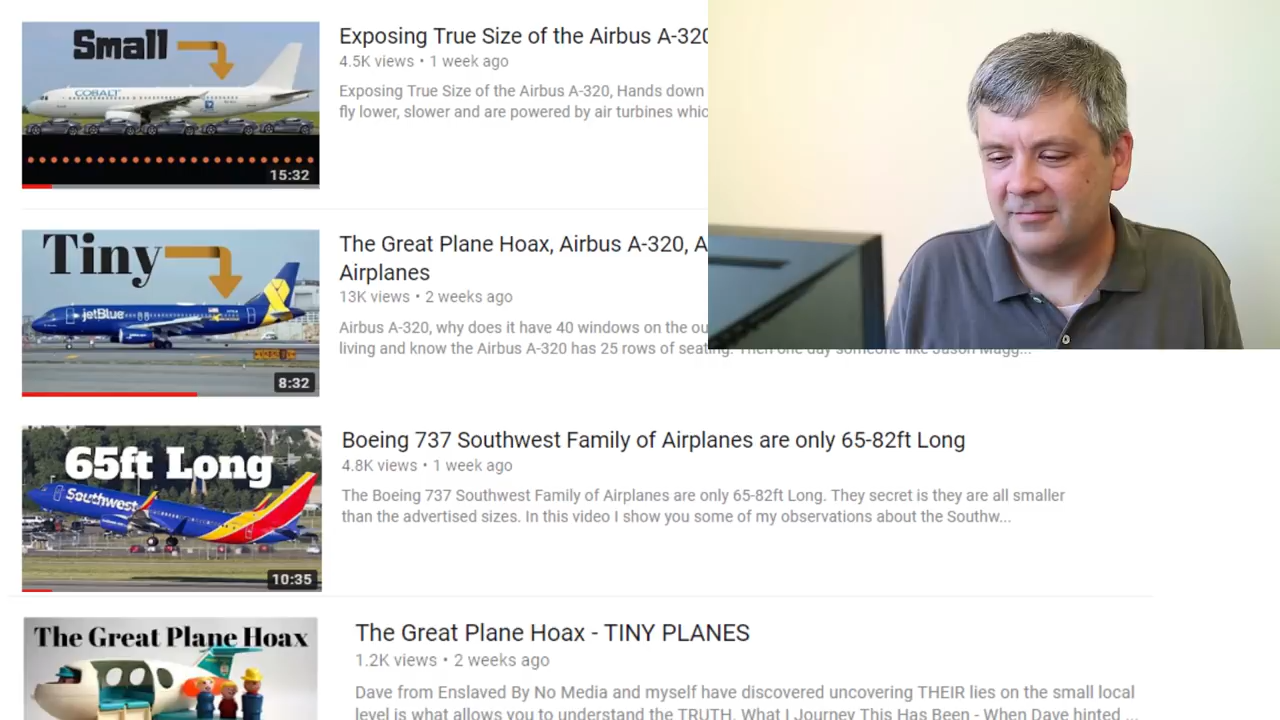 Small
COBALT
15:32
Exposing True Size of the Airbus A-320
4.5K views • 1 week ago
Exposing True Size of the Airbus A-320, Hands down
fly lower, slower and are powered by air turbines whic
Tiny
jetBlue
8:32
The Great Plane Hoax, Airbus A-320, A
Airplanes
13K views • 2 weeks ago
Airbus A-320, why does it have 40 windows on the ou
living and know the Airbus A-320 has 25 rows of seating. Then one day someone like Jason Magg...
65ft Long
Southwest
10:35
Boeing 737 Southwest Family of Airplanes are only 65-82ft Long
4.8K views • 1 week ago
The Boeing 737 Southwest Family of Airplanes are only 65-82ft Long. They secret is they are all smaller
than the advertised sizes. In this video I show you some of my observations about the Southw...
The Great Plane Hoax
The Great Plane Hoax - TINY PLANES
1.2K views • 2 weeks ago
Dave from Enslaved By No Media and myself have discovered uncovering THEIR lies on the small local
level is what allows you to understand the TRUTH. What I Journey This Has Been - When Dave hinted ...